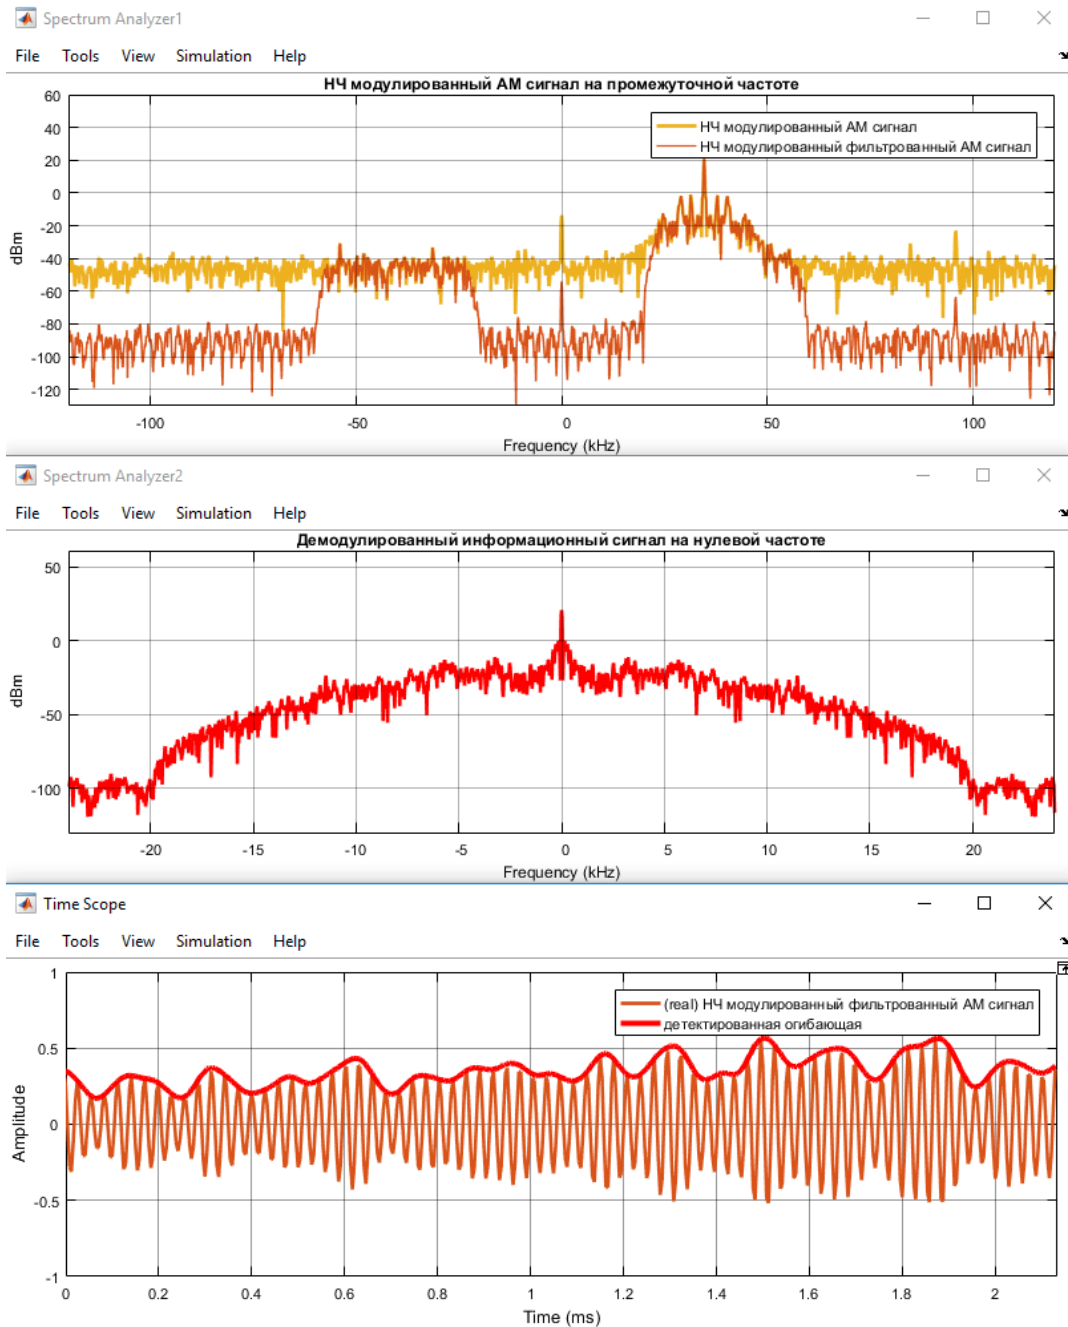 Spectrum Analyzer1
File Tools View Simulation Help
НЧ модулированный АМ сигнал на промежуточной частоте
60
40
20
0
-20
-40
-60
-80
-100
-120
dBm
НЧ модулированный АМ сигнал
НЧ модулированный фильтрованный АМ сигнал
-100 -50 0 50 100
Frequency (kHz)
Spectrum Analyzer2
File Tools View Simulation Help
Демодулированный информационный сигнал на нулевой частоте
50
0
-50
-100
dBm
-20 -15 -10 -5 0 5 10 15 20
Frequency (kHz)
Time Scope
File Tools View Simulation Help
1
0.5
0
-0.5
-1
Amplitude
(real) НЧ модулированный фильтрованный АМ сигнал
детектированная огибающая
0 0.2 0.4 0.6 0.8 1 1.2 1.4 1.6 1.8 2
Time (ms)